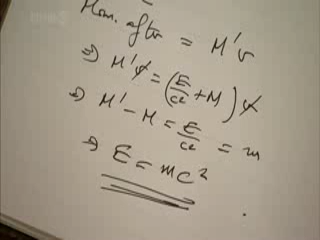 Mom. after = M'v
⇒ M'v = (E/c² + M) v
⇒ M' - M = E/c² = m
⇒ E = mc²